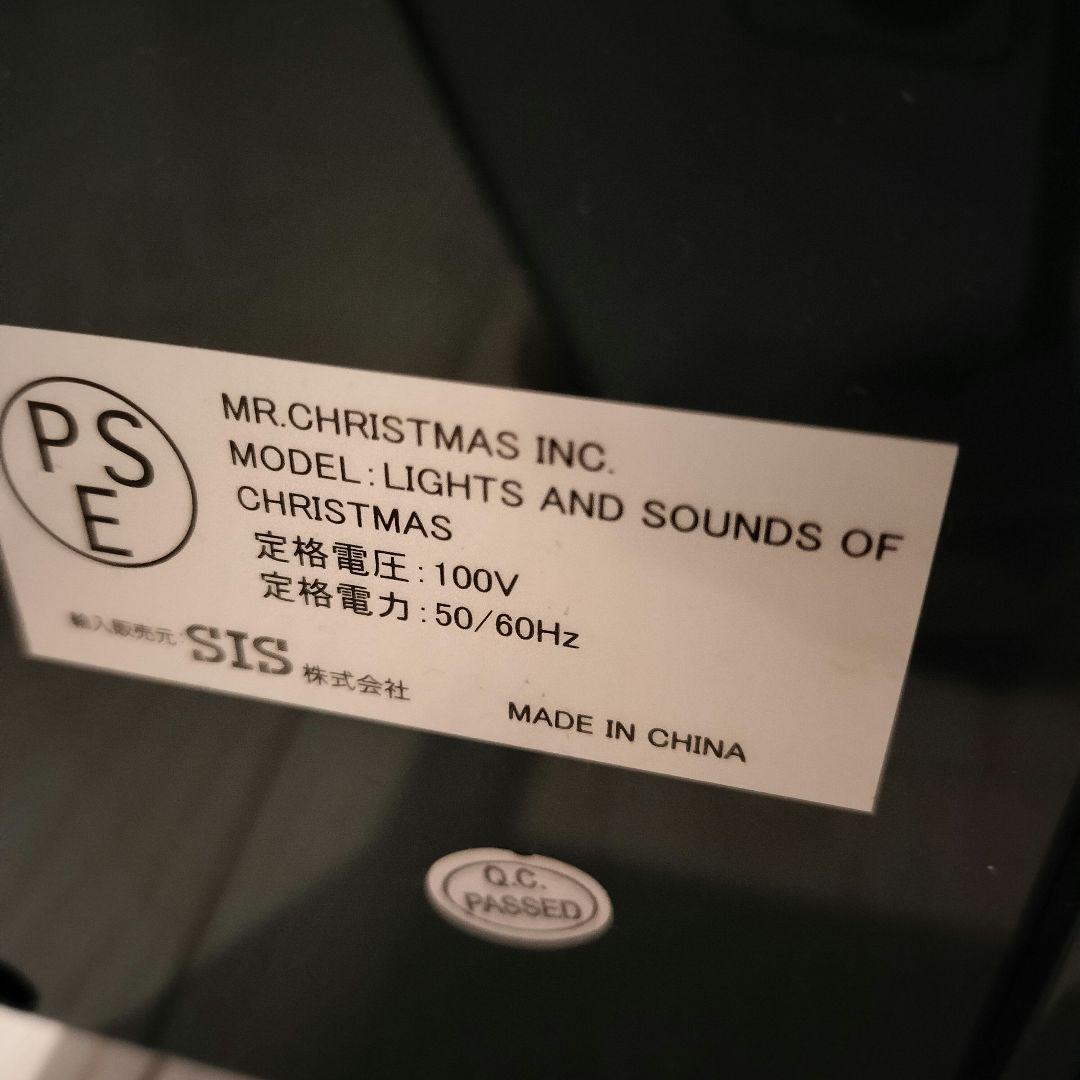 PS
E
MR.CHRISTMAS INC.
MODEL:LIGHTS AND SOUNDS OF
CHRISTMAS
定格電圧:100V
定格電力:50/60Hz
輸入販売元:SIS 株式会社
MADE IN CHINA
Q.C.
PASSED